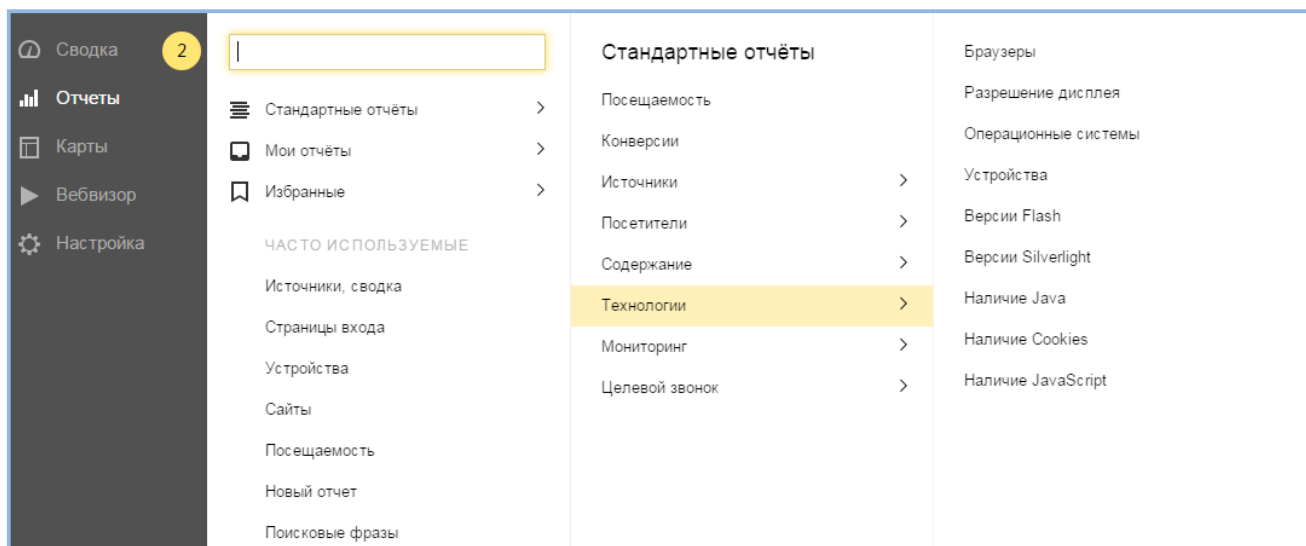 Сводка
2
Отчеты
Карты
Вебвизор
Настройка
Стандартные отчёты
Мои отчёты
Избранные
ЧАСТО ИСПОЛЬЗУЕМЫЕ
Источники, сводка
Страницы входа
Устройства
Сайты
Посещаемость
Новый отчет
Поисковые фразы
Стандартные отчёты
Посещаемость
Конверсии
Источники
Посетители
Содержание
Технологии
Мониторинг
Целевой звонок
Браузеры
Разрешение дисплея
Операционные системы
Устройства
Версии Flash
Версии Silverlight
Наличие Java
Наличие Cookies
Наличие JavaScript